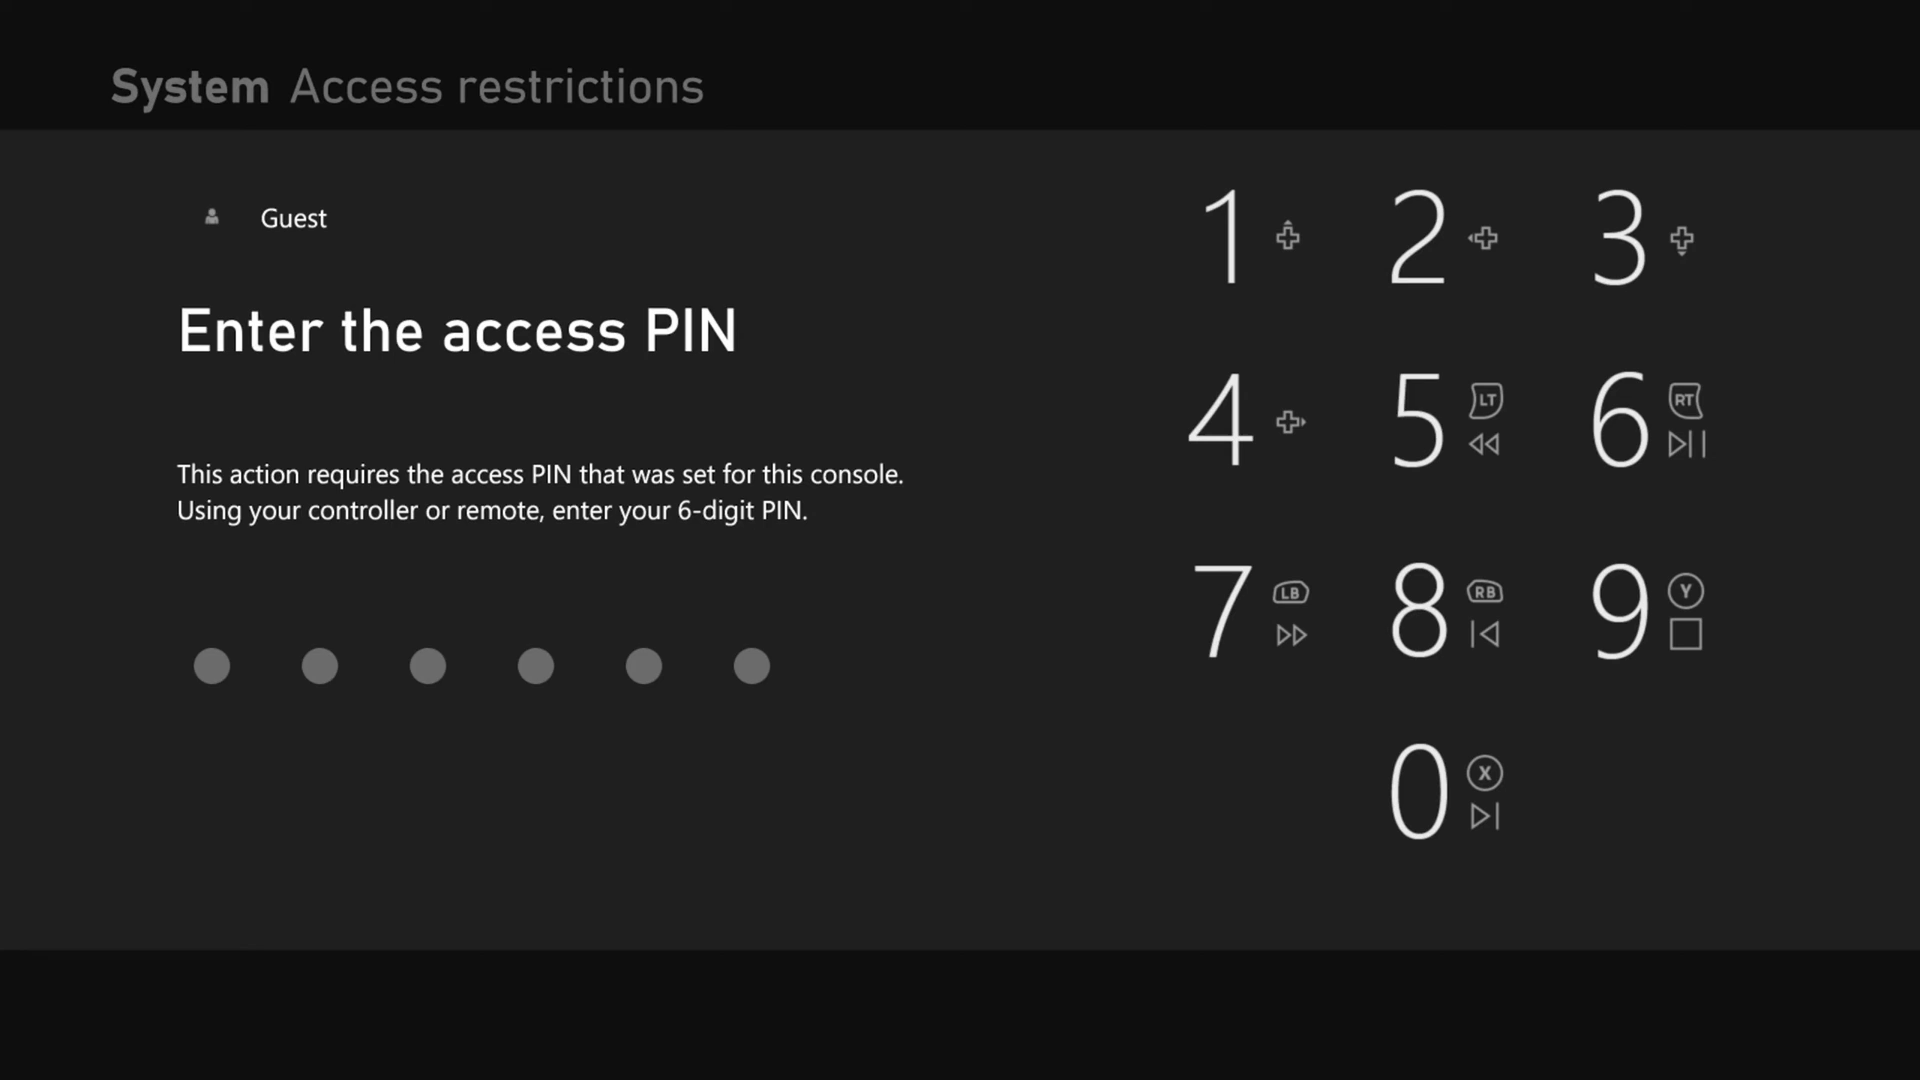 System Access restrictions
Guest
Enter the access PIN
This action requires the access PIN that was set for this console.
Using your controller or remote, enter your 6-digit PIN.
1 2 3
4 5 LT 6 RT
7 LB 8 RB 9 Y
0 X